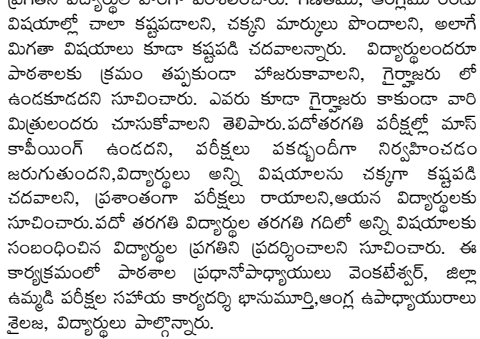 ప్రగతిని విద్యార్థుల వారిగా పరిశీలించారు. గణితము, ఆంగ్లము రెండు
విషయాల్లో చాలా కష్టపడాలని, చక్కని మార్కులు పొందాలని, అలాగే
మిగతా విషయాలు కూడా కష్టపడి చదవాలన్నారు. విద్యార్థులందరూ
పాఠశాలకు క్రమం తప్పకుండా హాజరుకావాలని, గైర్హాజరు లో
ఉండకూడదని సూచించారు. ఎవరు కూడా గైర్హాజరు కాకుండా వారి
మిత్రులందరు చూసుకోవాలని తెలిపారు.పదోతరగతి పరీక్షల్లో మాస్
కాపీయింగ్ ఉండదని, పరీక్షలు పకడ్బందీగా నిర్వహించడం
జరుగుతుందని,విద్యార్థులు అన్ని విషయాలను చక్కగా కష్టపడి
చదవాలని, ప్రశాంతంగా పరీక్షలు రాయాలని,ఆయన విద్యార్థులకు
సూచించారు.పదో తరగతి విద్యార్థుల తరగతి గదిలో అన్ని విషయాలకు
సంబంధించిన విద్యార్థుల ప్రగతిని ప్రదర్శించాలని సూచించారు. ఈ
కార్యక్రమంలో పాఠశాల ప్రధానోపాధ్యాయులు వెంకటేశ్వర్, జిల్లా
ఉమ్మడి పరీక్షల సహాయ కార్యదర్శి భానుమూర్తి,ఆంగ్ల ఉపాధ్యాయురాలు
శైలజ, విద్యార్థులు పాల్గొన్నారు.